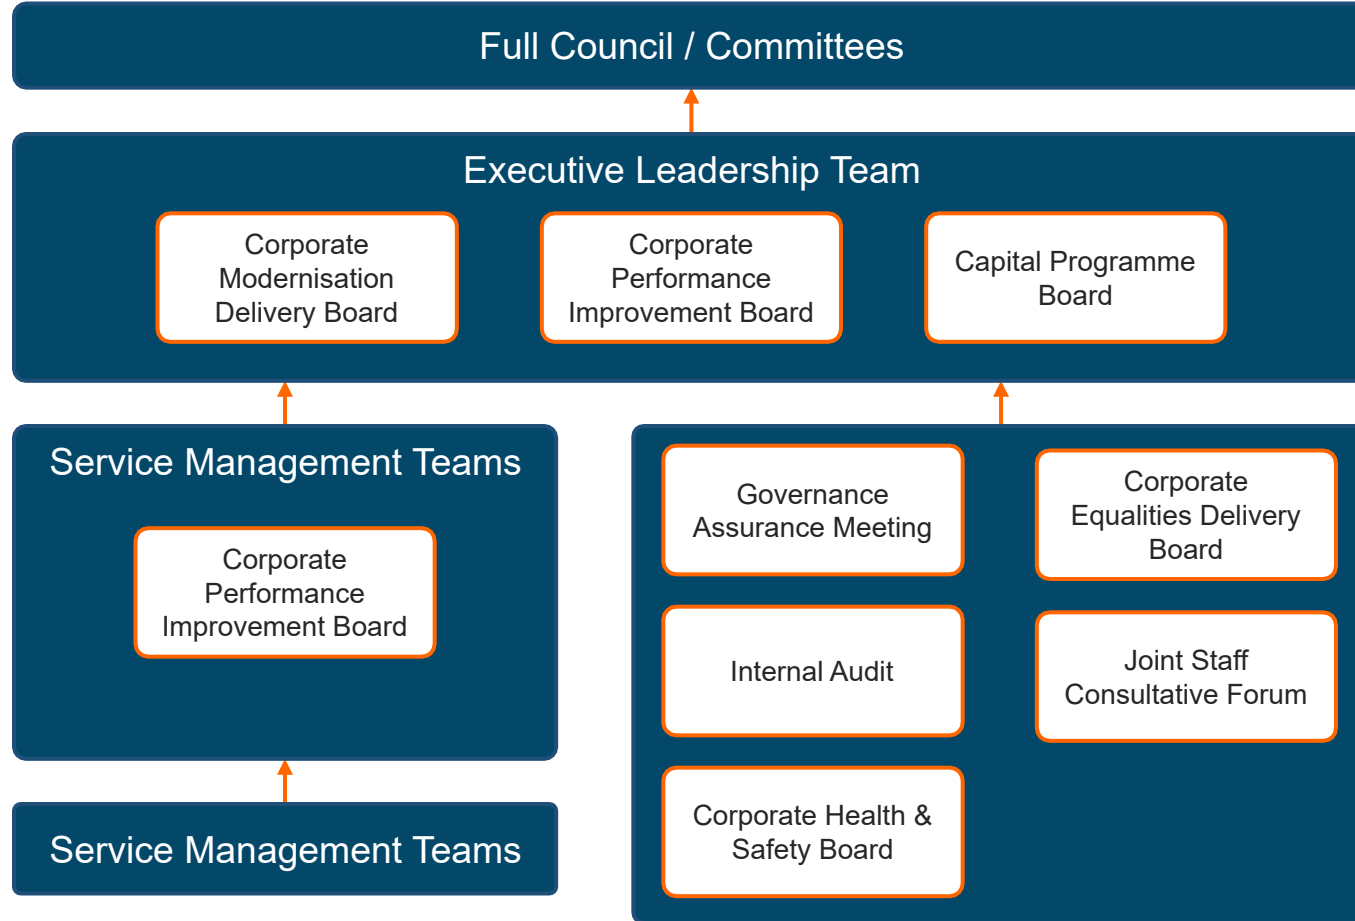 Full Council / Committees
Executive Leadership Team
Corporate
Modernisation
Delivery Board
Corporate
Performance
Improvement Board
Capital Programme
Board
Service Management Teams
Corporate
Performance
Improvement Board
Service Management Teams
Governance
Assurance Meeting
Internal Audit
Corporate Health &
Safety Board
Corporate
Equalities Delivery
Board
Joint Staff
Consultative Forum